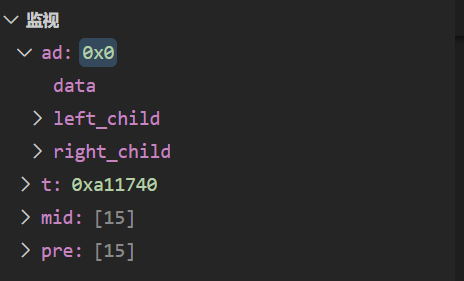 监视
ad: 0x0
data
left_child
right_child
t: 0xa11740
mid: [15]
pre: [15]